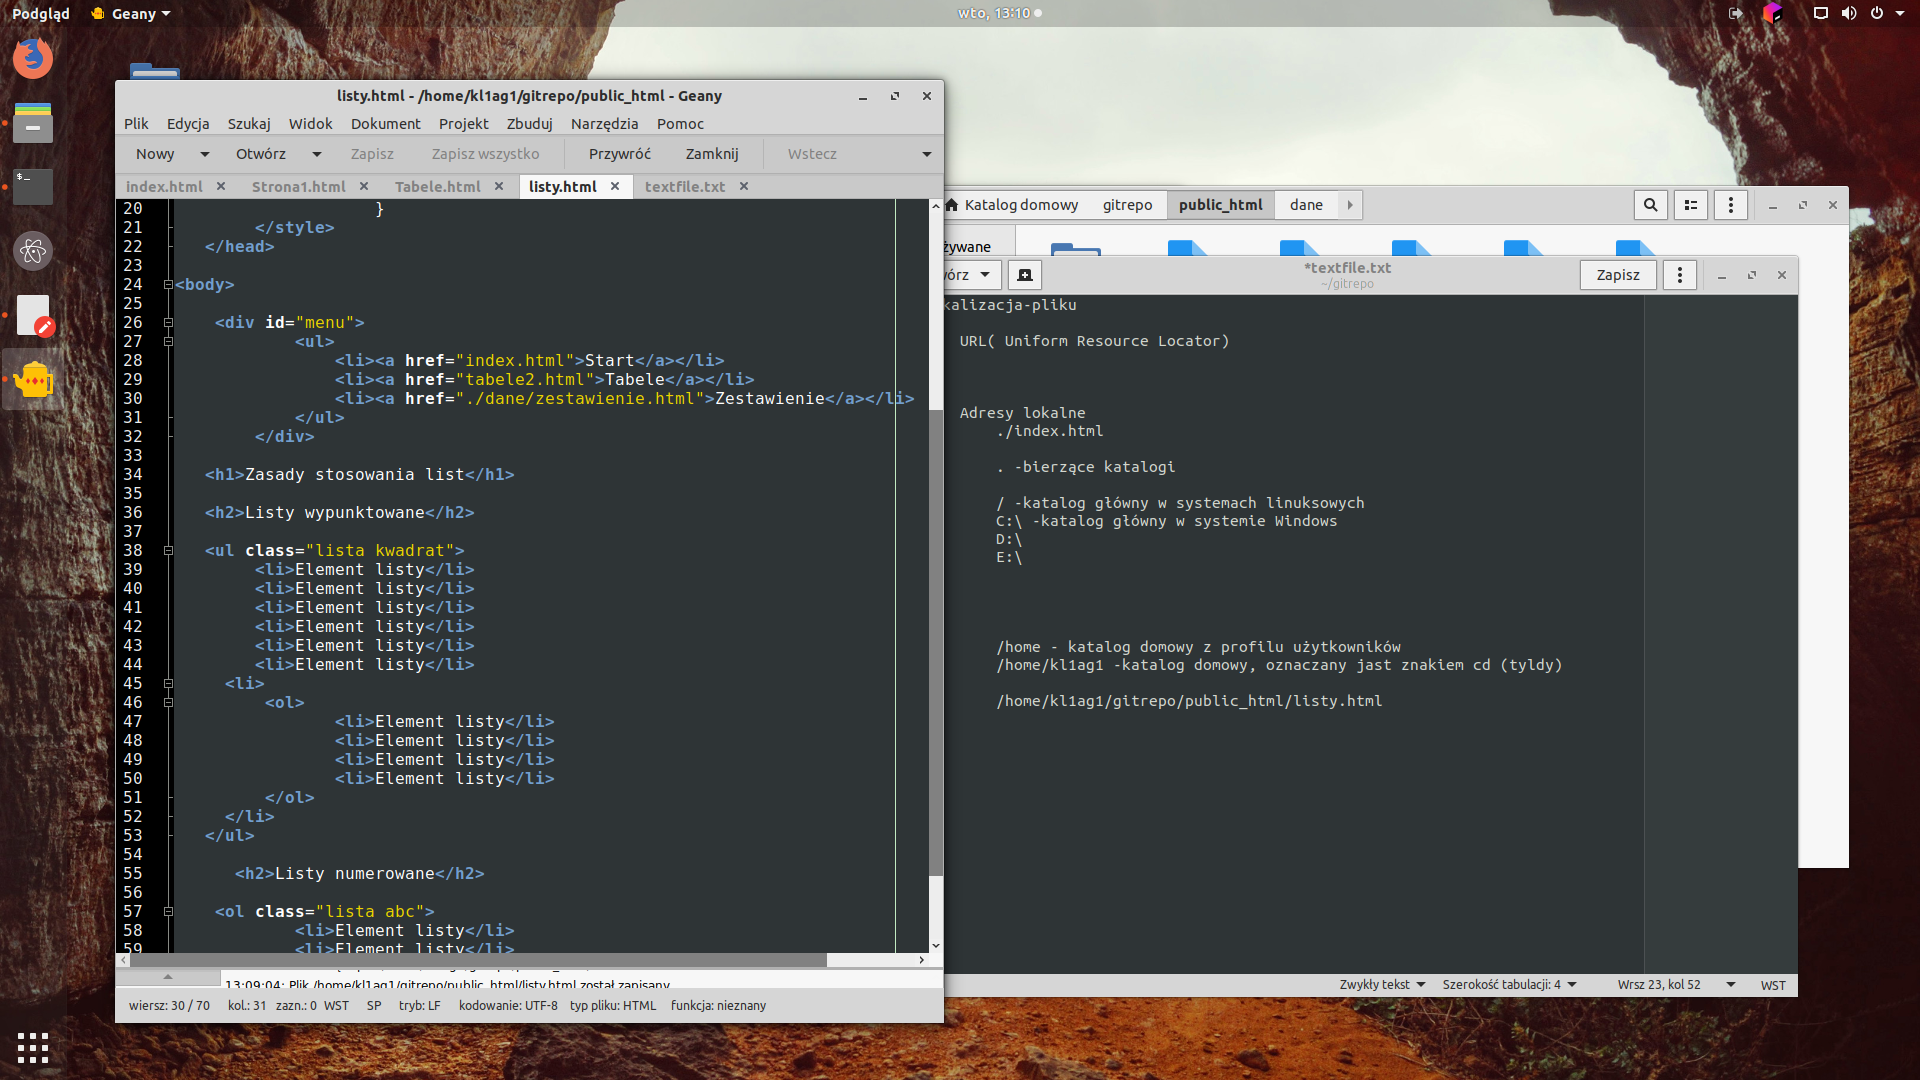 Podgląd Geany wto, 13:10
listy.html - /home/kl1ag1/gitrepo/public_html - Geany
Plik Edycja Szukaj Widok Dokument Projekt Zbuduj Narzędzia Pomoc
Nowy Otwórz Zapisz Zapisz wszystko Przywróć Zamknij Wstecz
index.html Strona1.html Tabele.html listy.html textfile.txt
20 }
21 </style>
22 </head>
23
24 <body>
25
26 <div id="menu">
27 <ul>
28 <li><a href="index.html">Start</a></li>
29 <li><a href="tabele2.html">Tabele</a></li>
30 <li><a href="./dane/zestawienie.html">Zestawienie</a></li>
31 </ul>
32 </div>
33
34 <h1>Zasady stosowania list</h1>
35
36 <h2>Listy wypunktowane</h2>
37
38 <ul class="lista kwadrat">
39 <li>Element listy</li>
40 <li>Element listy</li>
41 <li>Element listy</li>
42 <li>Element listy</li>
43 <li>Element listy</li>
44 <li>Element listy</li>
45 <li>
46 <ol>
47 <li>Element listy</li>
48 <li>Element listy</li>
49 <li>Element listy</li>
50 <li>Element listy</li>
51 </ol>
52 </li>
53 </ul>
54
55 <h2>Listy numerowane</h2>
56
57 <ol class="lista abc">
58 <li>Element listy</li>
59 <li>Element listy</li>
13:09:04: Plik /home/kl1ag1/gitrepo/public_html/listy.html został zapisany
wiersz: 30 / 70 kol.: 31 zazn.: 0 WST SP tryb: LF kodowanie: UTF-8 typ pliku: HTML funkcja: nieznany
Katalog domowy gitrepo public_html dane
żywane
wórz *textfile.txt Zapisz
~/gitrepo
kalizacja-pliku
URL( Uniform Resource Locator)
Adresy lokalne
./index.html
. -bierzące katalogi
/ -katalog główny w systemach linuksowych
C:\ -katalog główny w systemie Windows
D:\
E:\
/home - katalog domowy z profilu użytkowników
/home/kl1ag1 -katalog domowy, oznaczany jast znakiem cd (tyldy)
/home/kl1ag1/gitrepo/public_html/listy.html
Zwykły tekst Szerokość tabulacji: 4 Wrsz 23, kol 52 WST